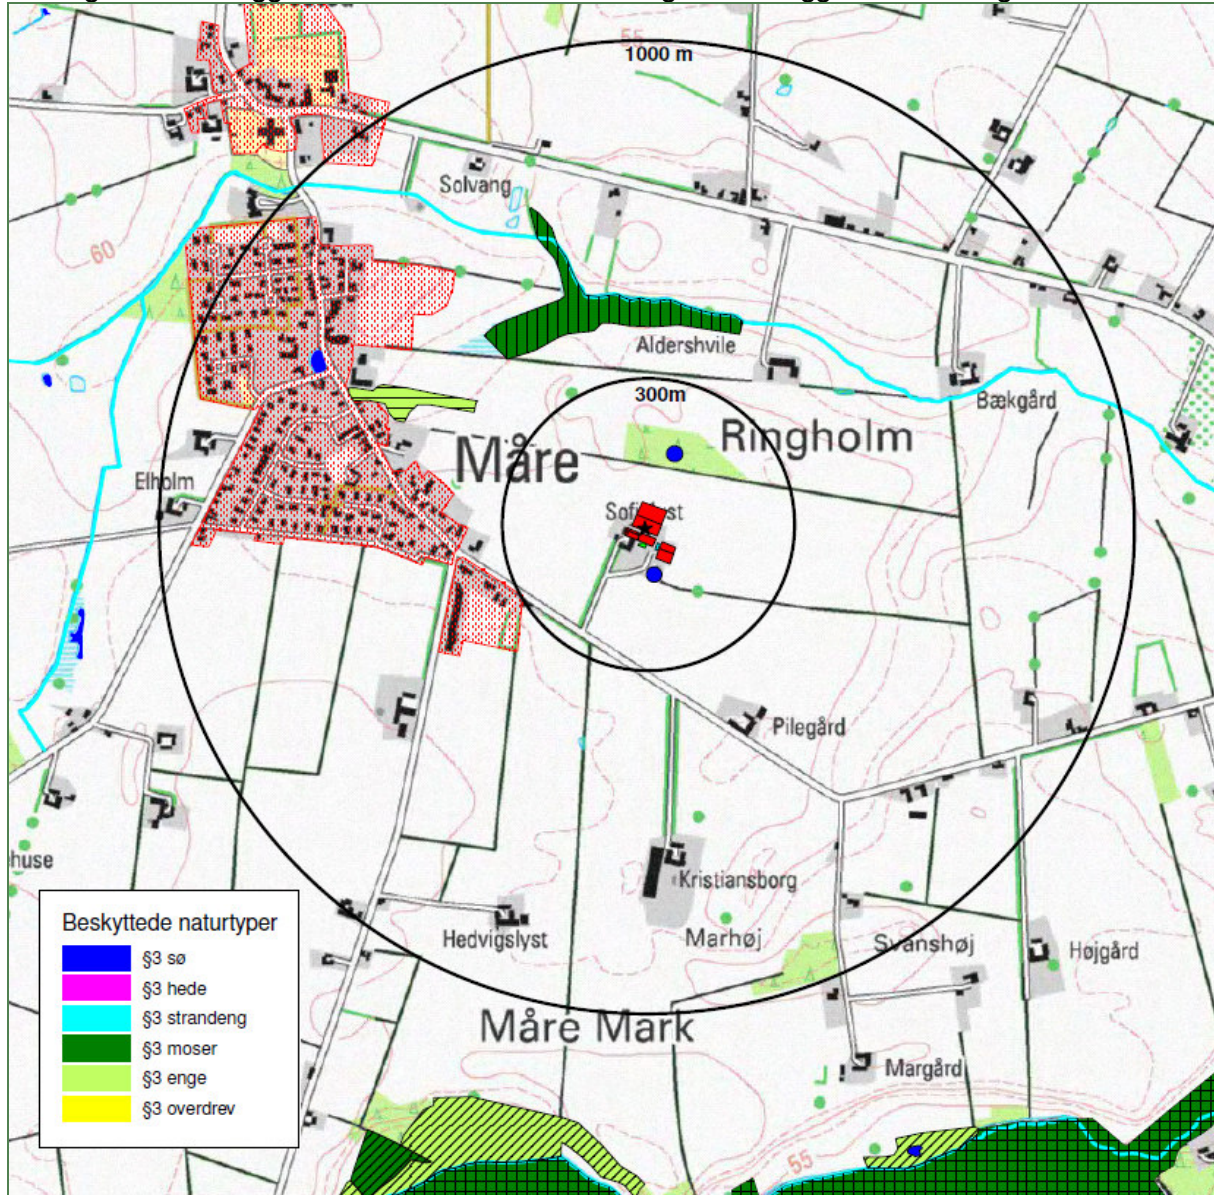 55
1000 m
Solvang
60
Aldershvile
300m
Bækgård
Ringholm
Måre
Elholm
Pilegård
Kristiansborg
Hedvigslyst
Marhøj
Svanshøj
Højgård
Måre Mark
Margård
55
Beskyttede naturtyper
§3 sø
§3 hede
§3 strandeng
§3 moser
§3 enge
§3 overdrev